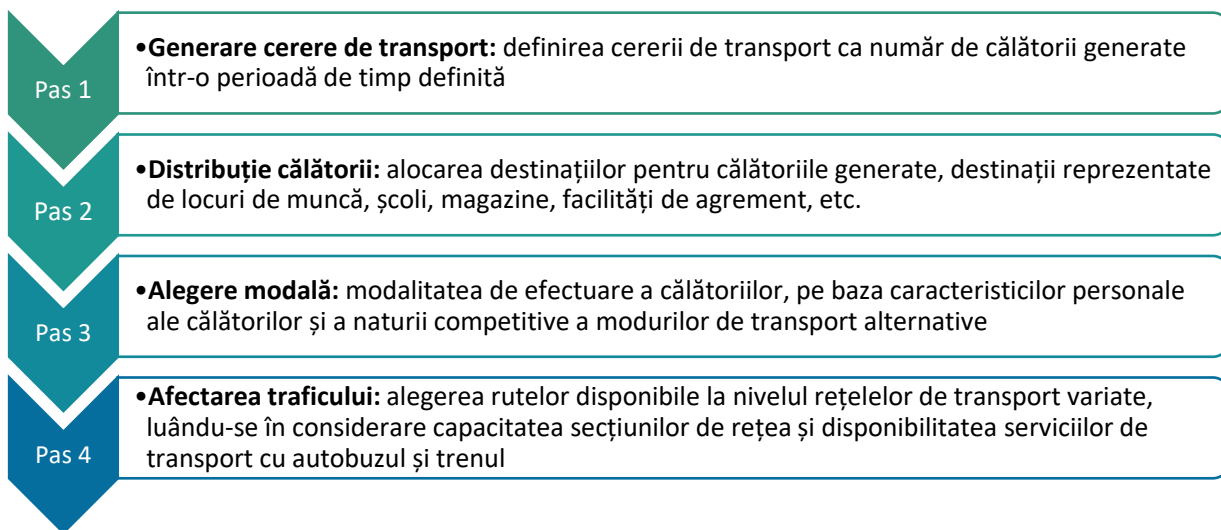 Pas 1
•Generare cerere de transport: definirea cererii de transport ca număr de călătorii generate
într-o perioadă de timp definită
Pas 2
•Distribuție călătorii: alocarea destinațiilor pentru călătoriile generate, destinații reprezentate
de locuri de muncă, școli, magazine, facilități de agrement, etc.
Pas 3
•Alegere modală: modalitatea de efectuare a călătoriilor, pe baza caracteristicilor personale
ale călătorilor și a naturii competitive a modurilor de transport alternative
Pas 4
•Afectarea traficului: alegerea rutelor disponibile la nivelul rețelelor de transport variate,
luându-se în considerare capacitatea secțiunilor de rețea și disponibilitatea serviciilor de
transport cu autobuzul și trenul